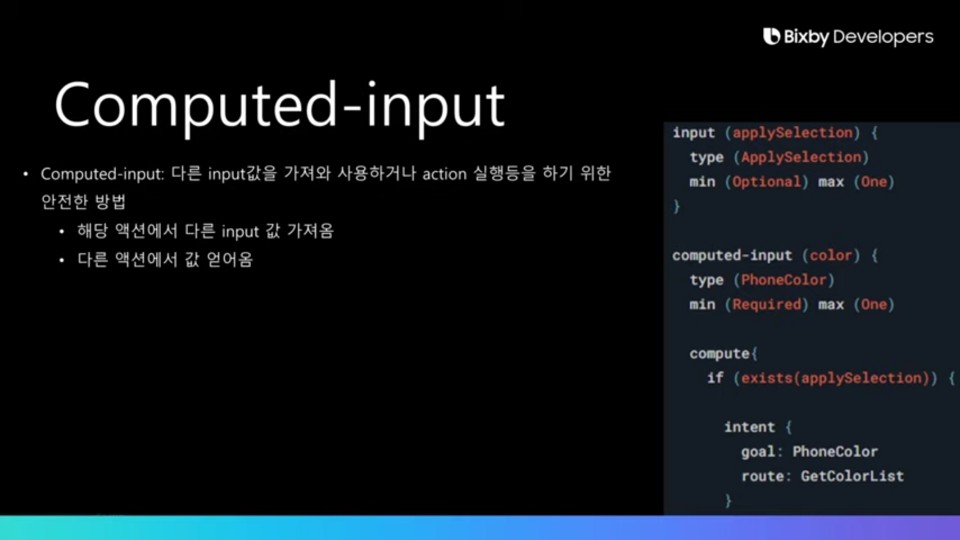 Bixby Developers
Computed-input
• Computed-input: 다른 input값을 가져와 사용하거나 action 실행등을 하기 위한
안전한 방법
• 해당 액션에서 다른 input 값 가져옴
• 다른 액션에서 값 얻어옴
input (applySelection) {
type (ApplySelection)
min (Optional) max (One)
}
computed-input (color) {
type (PhoneColor)
min (Required) max (One)
compute{
if (exists(applySelection)) {
intent {
goal: PhoneColor
route: GetColorList
}